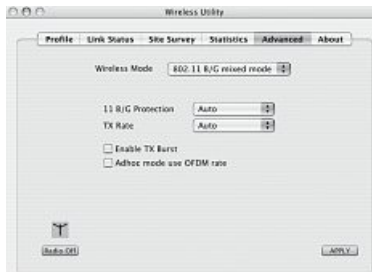 Wireless Utility
Profile Link Status Site Survey Statistics Advanced About
Wireless Mode 802.11 B/G mixed mode
11 B/G Protection Auto
TX Rate Auto
Enable TX Burst
Adhoc mode use OFDM rate
Radio Off
APPLY